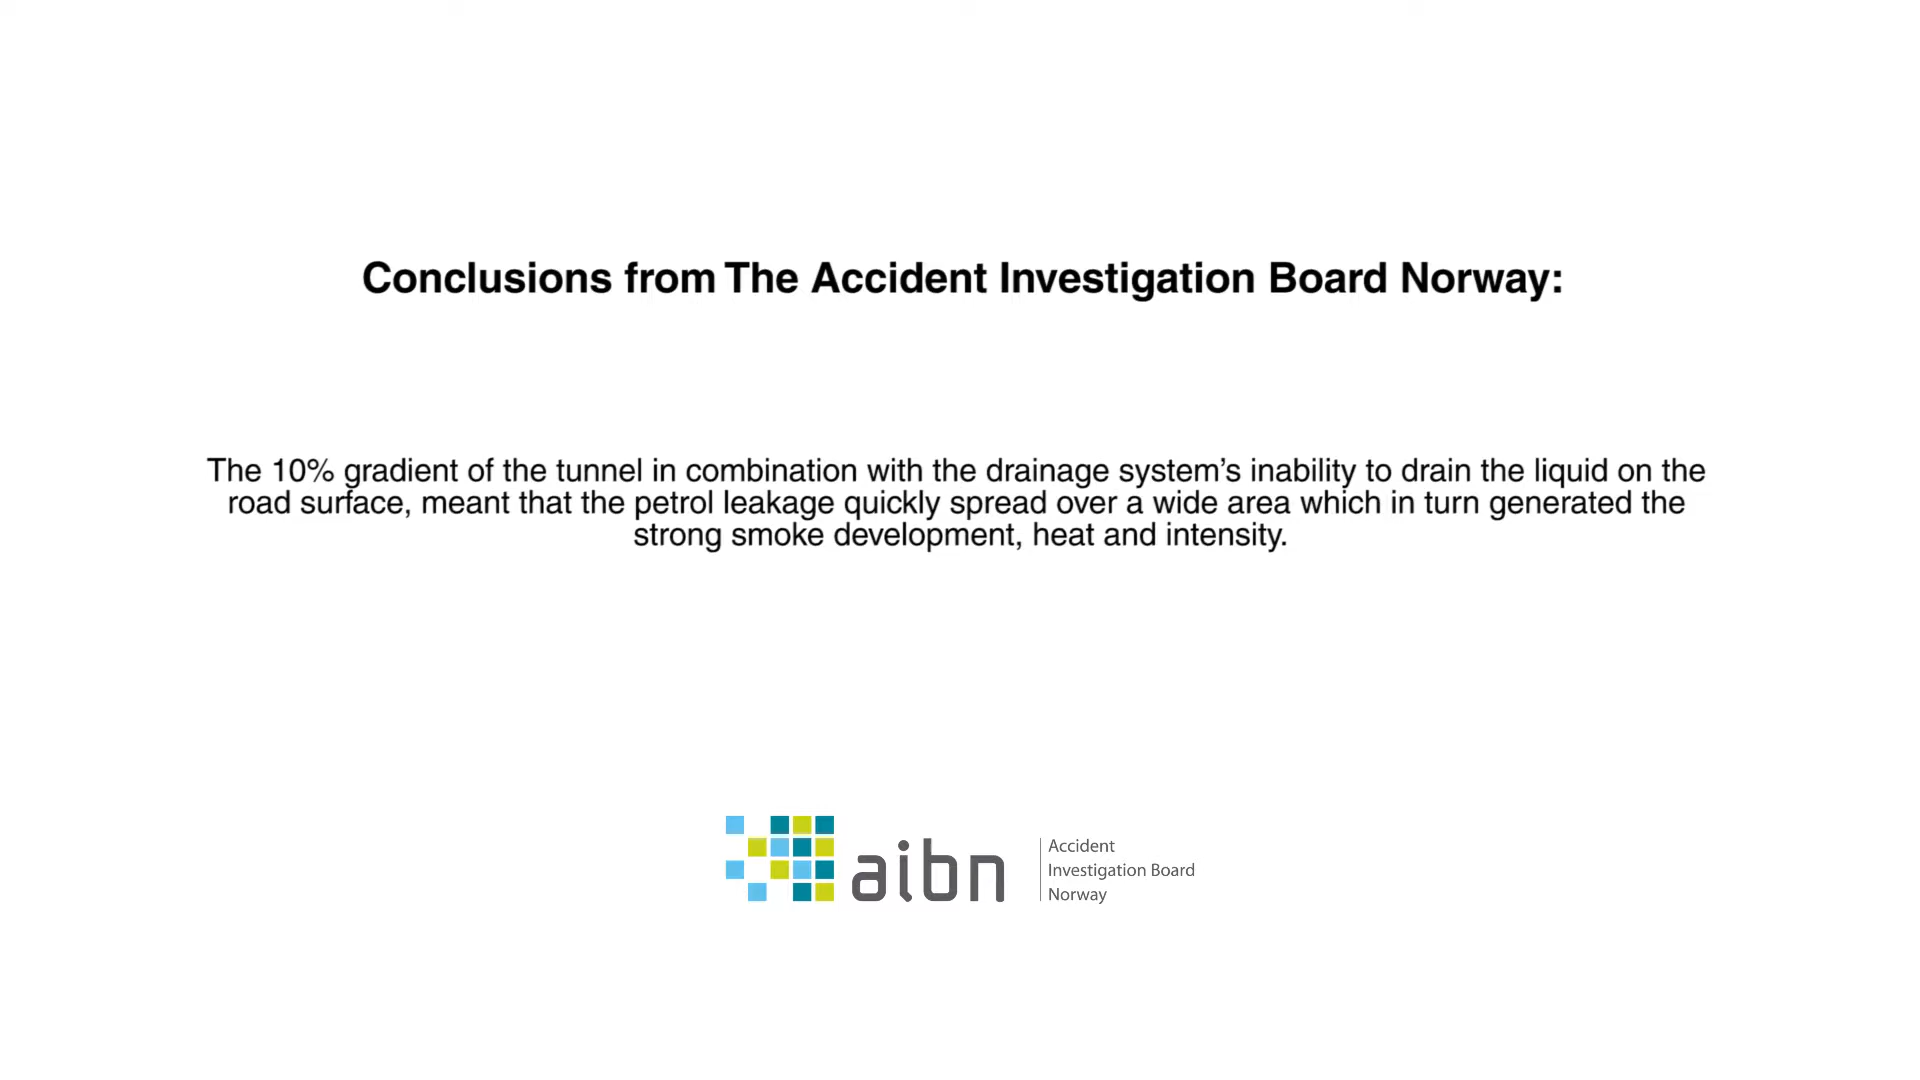 Conclusions from The Accident Investigation Board Norway:
The 10% gradient of the tunnel in combination with the drainage system’s inability to drain the liquid on the
road surface, meant that the petrol leakage quickly spread over a wide area which in turn generated the
strong smoke development, heat and intensity.
aibn
Accident
Investigation Board
Norway